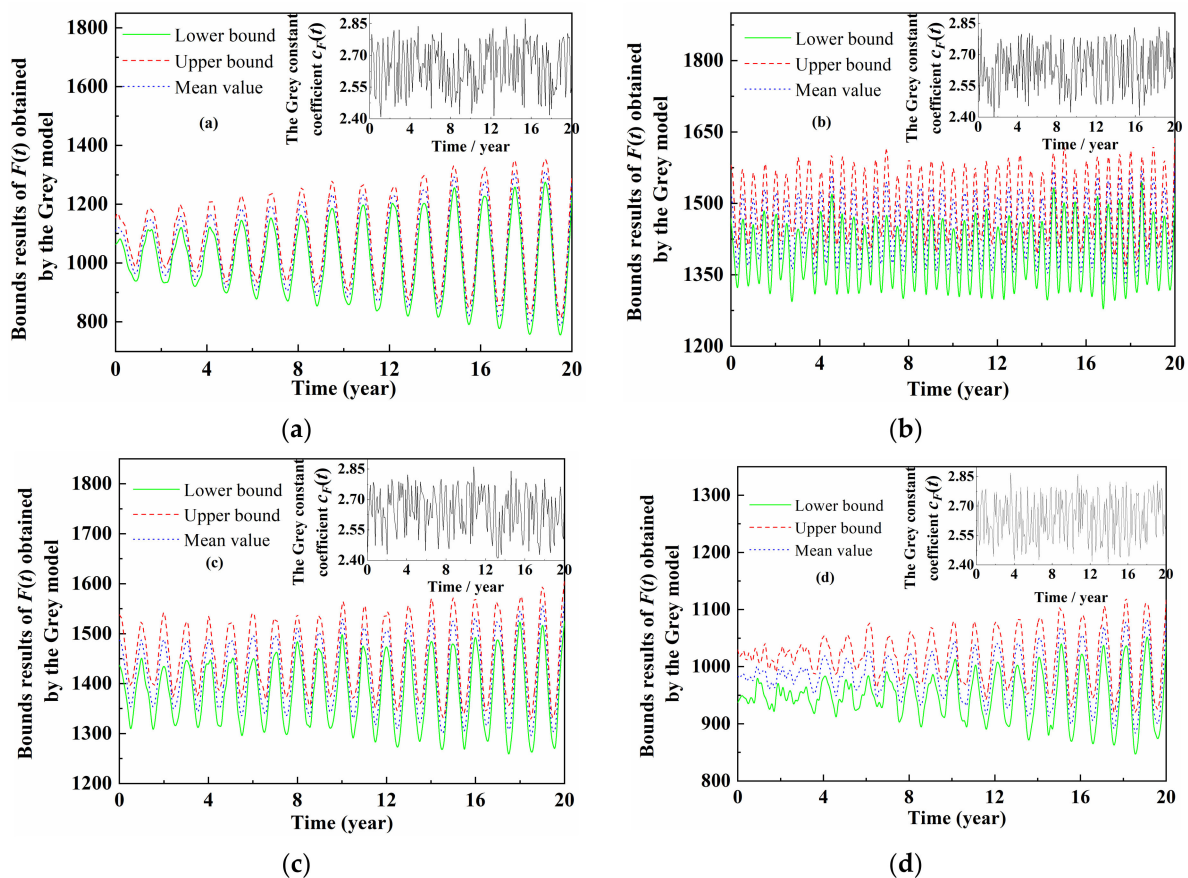 Bounds results of F(t) obtained
by the Grey model
1850
1600
1400
1200
1000
800
0
4
8
12
16
20
Time (year)
Lower bound
Upper bound
Mean value
(a)
The Grey constant
coefficient cF(t)
2.85
2.70
2.55
2.40
0 4 8 12 16 20
Time / year
(a)
Bounds results of F(t) obtained
by the Grey model
1800
1650
1500
1350
1200
0
4
8
12
16
20
Time (year)
Lower bound
Upper bound
Mean value
(b)
The Grey constant
coefficient cF(t)
2.85
2.70
2.55
2.40
0 4 8 12 16 20
Time / year
(b)
Bounds results of F(t) obtained
by the Grey model
1850
1800
1700
1600
1500
1400
1300
1200
0 2 4 6 8 10 12 14 16 18 20
Time (year)
Lower bound
Upper bound
Mean value
(c)
The Grey constant
coefficient cF(t)
2.85
2.70
2.55
2.40
0 4 8 12 16 20
Time / year
(c)
Bounds results of F(t) obtained
by the Grey model
1300
1200
1100
1000
900
800
0
4
8
12
16
20
Time (year)
Lower bound
Upper bound
Mean value
(d)
The Grey constant
coefficient cF(t)
2.85
2.70
2.55
2.40
0 4 8 12 16 20
Time / year
(d)